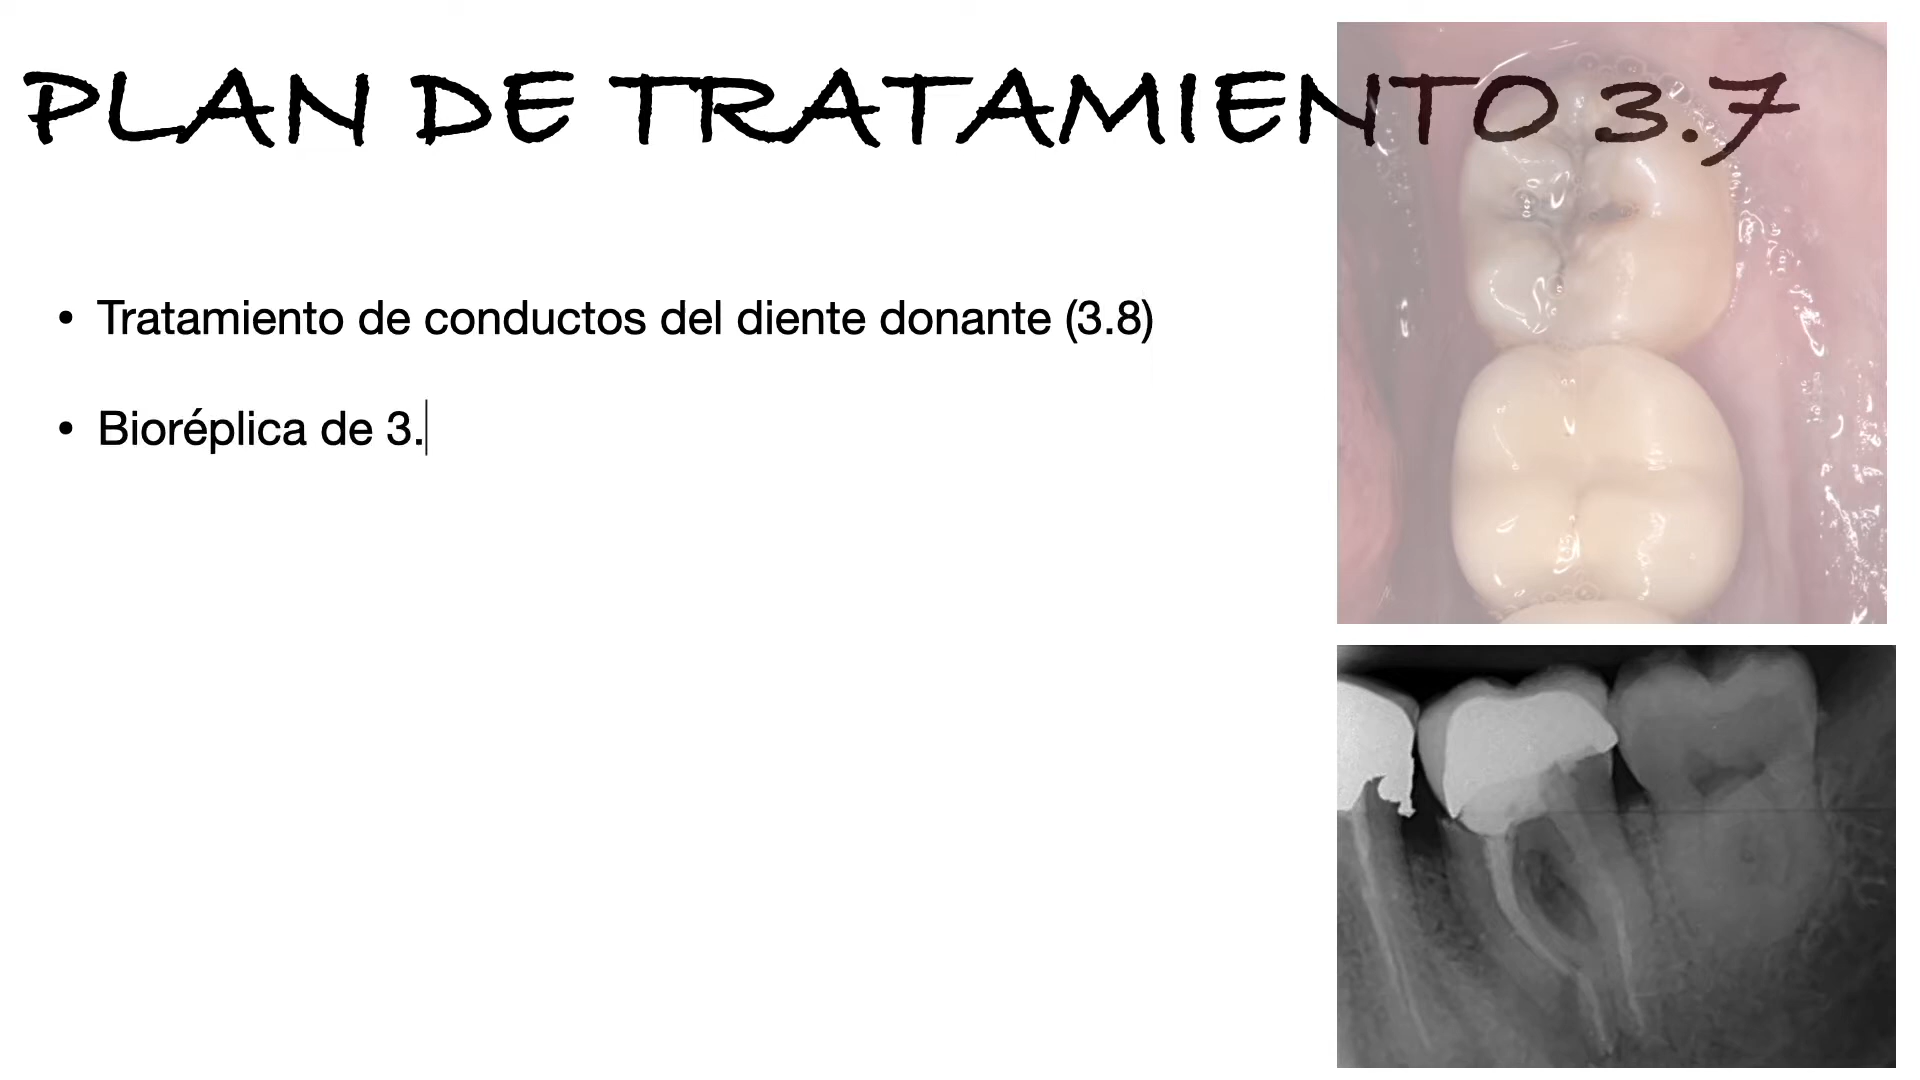 PLAN DE TRATAMIENTO 3.7
• Tratamiento de conductos del diente donante (3.8)
• Bioréplica de 3.